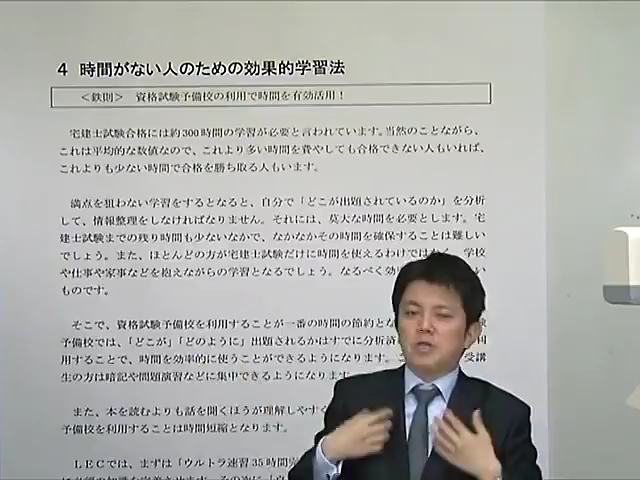 4 時間がない人のための効果的学習法
＜鉄則＞ 資格試験予備校の利用で時間を有効活用！
宅建士試験合格には約300時間の学習が必要と言われています。当然のことながら、
これは平均的な数値なので、これより多い時間を費やしても合格できない人もいれば、
これよりも少ない時間で合格を勝ち取る人もいます。
満点を狙わない学習をするとなると、自分で「どこが出題されているのか」を分析
して、情報整理をしなければなりません。それには、莫大な時間を必要とします。宅
建士試験までの残り時間も少ないなかで、なかなかその時間を確保することは難しい
でしょう。また、ほとんどの方が宅建士試験だけに時間を使えるわけではなく、学校
や仕事や家事などを抱えながらの学習となるでしょう。なるべく効 い
ものです。
そこで、資格試験予備校を利用することが一番の時間の節約とな 験
予備校では、「どこが」「どのように」出題されるかはすでに分析済 利
用することで、時間を効率的に使うことができるようになります。 受講
生の方は暗記や問題演習などに集中できるようになります
また、本を読むよりも話を聞くほうが理解しやす
予備校を利用することは時間短縮となります。
LECでは、まずは「ウルトラ速習35時間